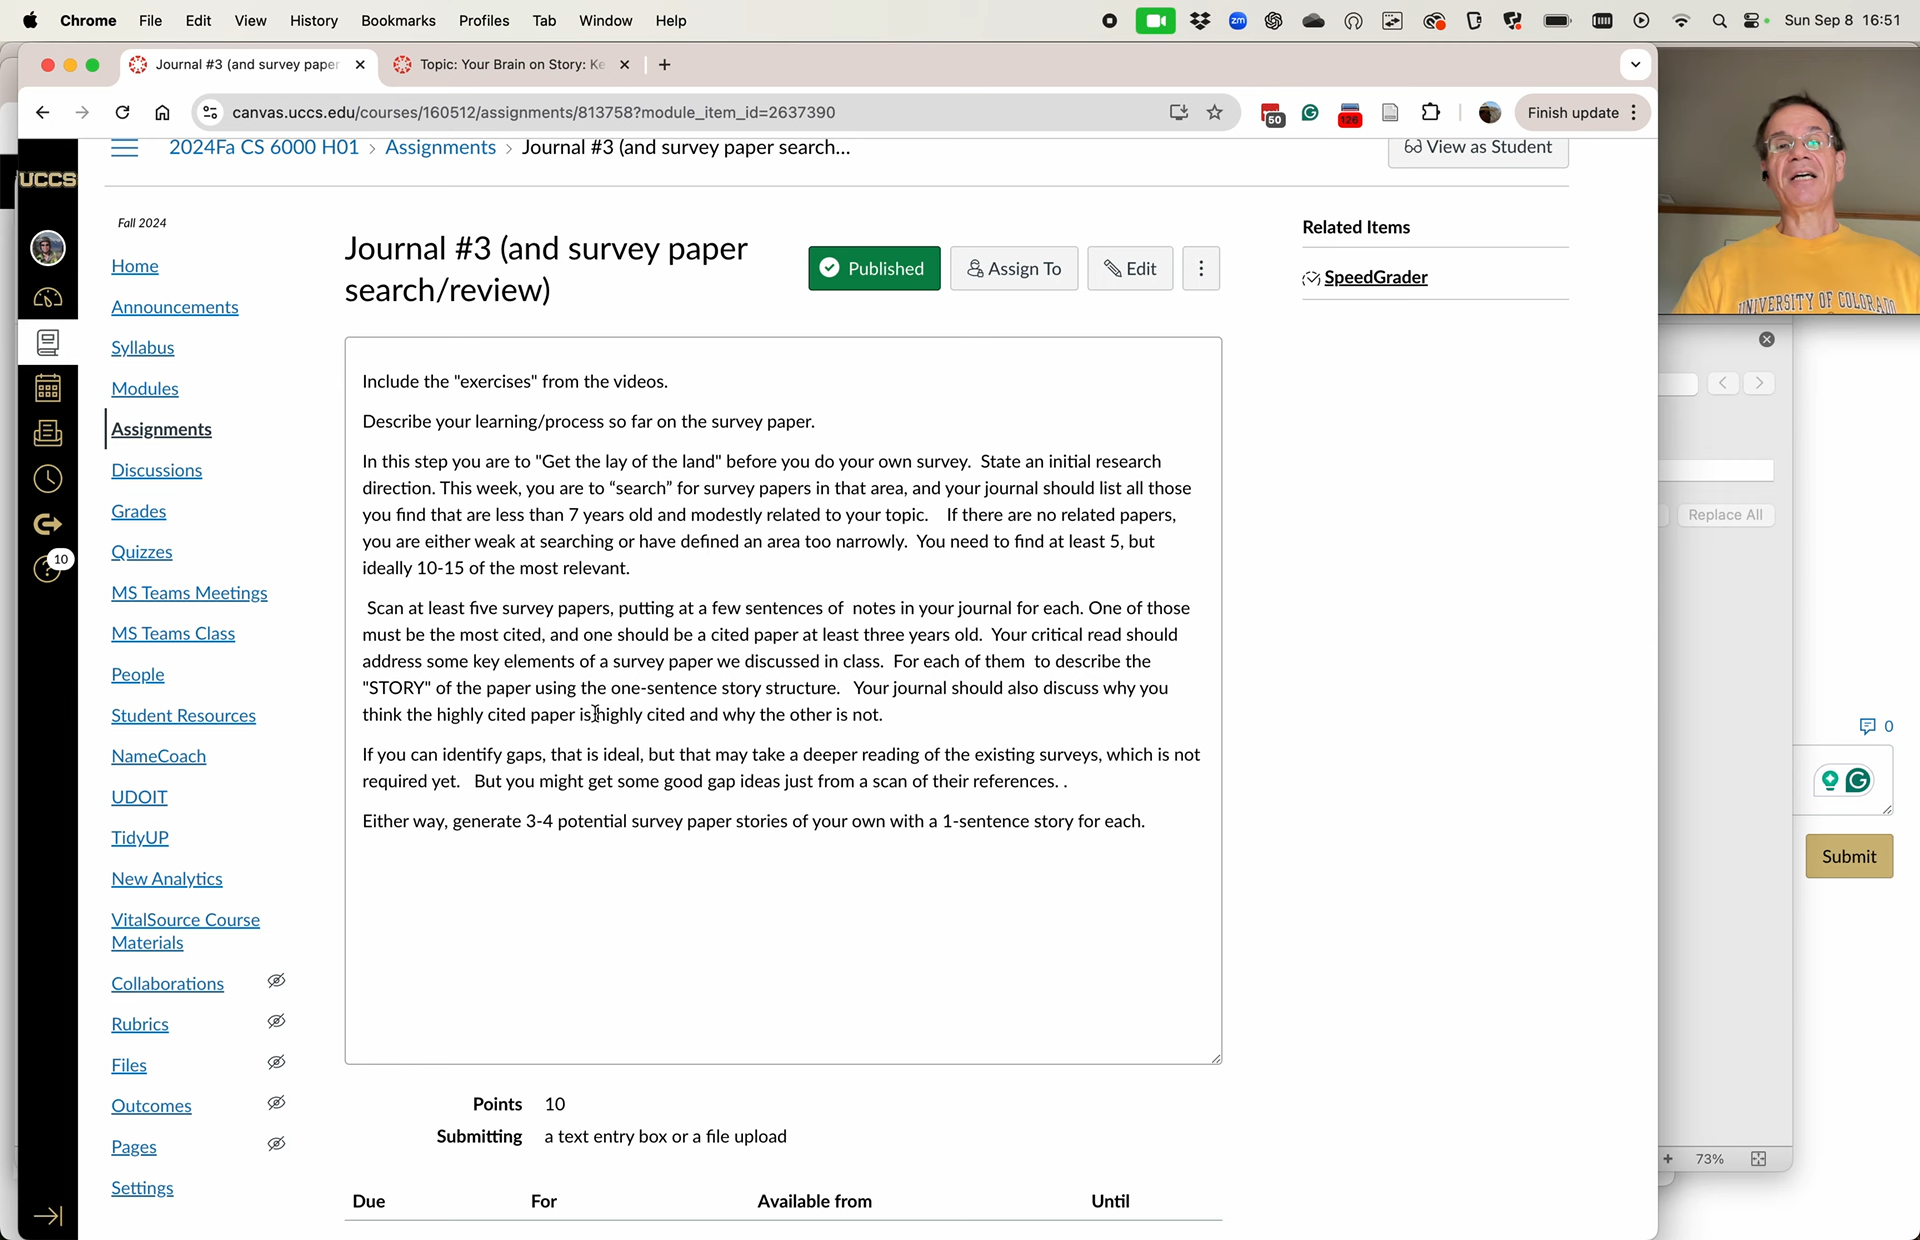 Chrome File Edit View History Bookmarks Profiles Tab Window Help
zm
Sun Sep 8 16:51
Journal #3 (and survey paper
Topic: Your Brain on Story: Ke
canvas.uccs.edu/courses/160512/assignments/813758?module_item_id=2637390
50
126
Finish update
2024Fa CS 6000 H01 > Assignments > Journal #3 (and survey paper search...
View as Student
UCCS
Fall 2024
Home
Announcements
Syllabus
Modules
Assignments
Discussions
Grades
Quizzes
10
MS Teams Meetings
MS Teams Class
People
Student Resources
NameCoach
UDOIT
TidyUP
New Analytics
VitalSource Course
Materials
Collaborations
Rubrics
Files
Outcomes
Pages
Settings
Journal #3 (and survey paper
search/review)
Published
Assign To
Edit
Related Items
SpeedGrader
Include the "exercises" from the videos.
Describe your learning/process so far on the survey paper.
In this step you are to "Get the lay of the land" before you do your own survey. State an initial research
direction. This week, you are to “search” for survey papers in that area, and your journal should list all those
you find that are less than 7 years old and modestly related to your topic. If there are no related papers,
you are either weak at searching or have defined an area too narrowly. You need to find at least 5, but
ideally 10-15 of the most relevant.
Scan at least five survey papers, putting at a few sentences of notes in your journal for each. One of those
must be the most cited, and one should be a cited paper at least three years old. Your critical read should
address some key elements of a survey paper we discussed in class. For each of them to describe the
"STORY" of the paper using the one-sentence story structure. Your journal should also discuss why you
think the highly cited paper is highly cited and why the other is not.
If you can identify gaps, that is ideal, but that may take a deeper reading of the existing surveys, which is not
required yet. But you might get some good gap ideas just from a scan of their references. .
Either way, generate 3-4 potential survey paper stories of your own with a 1-sentence story for each.
Points 10
Submitting a text entry box or a file upload
Due For Available from Until
UNIVERSITY OF COLORADO
Replace All
0
Submit
73%